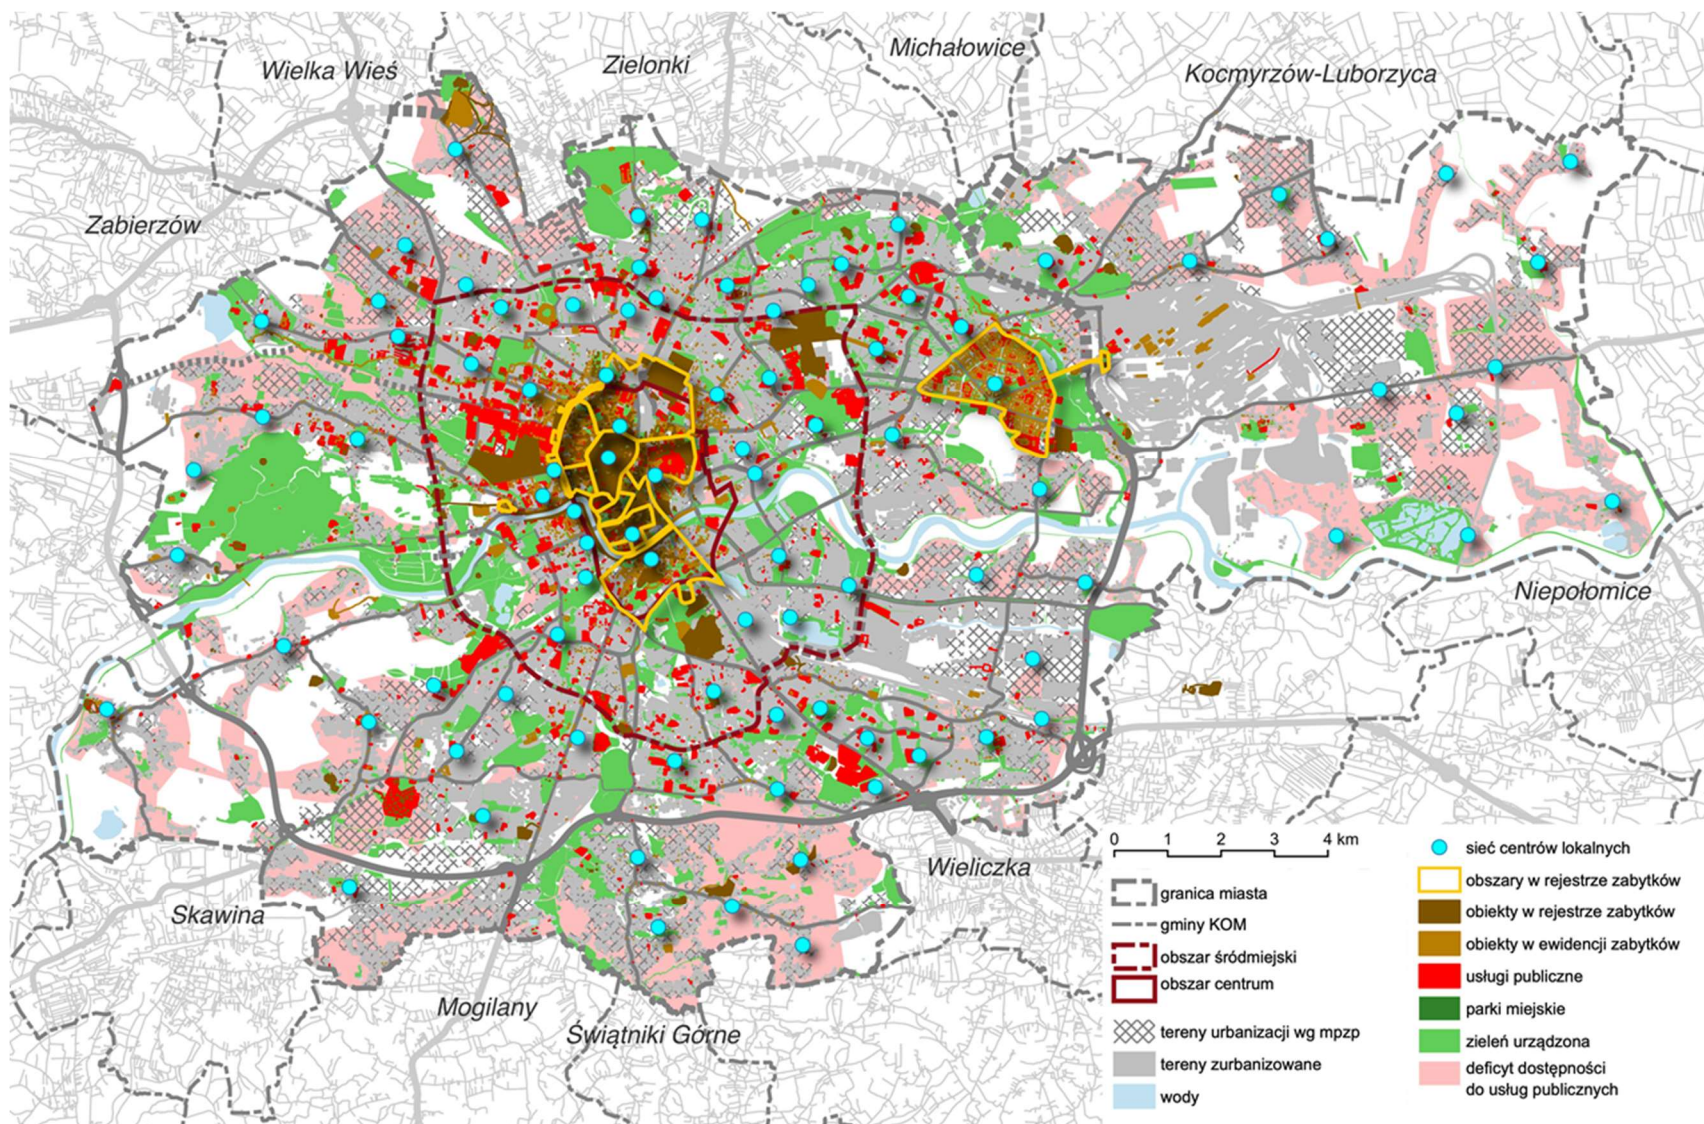 Michałowice
Wielka Wieś
Zielonki
Kocmyrzów-Luborzyca
Zabierzów
Niepołomice
Wieliczka
Skawina
Mogilany
Świątniki Górne
0 1 2 3 4 km
granica miasta
gminy KOM
obszar śródmiejski
obszar centrum
tereny urbanizacji wg mpzp
tereny zurbanizowane
wody
sieć centrów lokalnych
obszary w rejestrze zabytków
obiekty w rejestrze zabytków
obiekty w ewidencji zabytków
usługi publiczne
parki miejskie
zieleń urządzona
deficyt dostępności
do usług publicznych